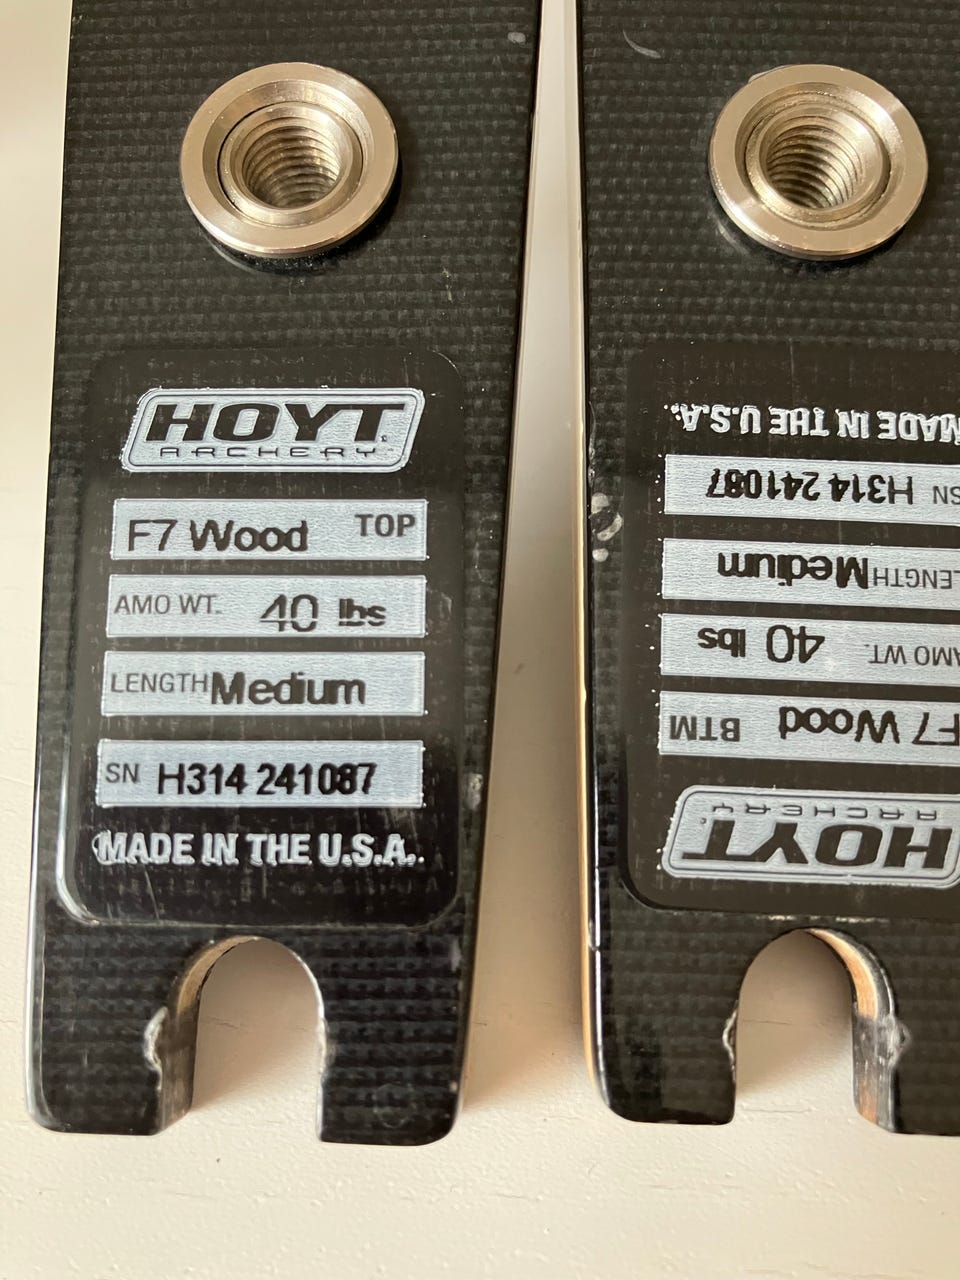 HOYT
ARCHERY
F7 Wood TOP
AMO WT. 40 lbs
LENGTH Medium
SN H314 241087
MADE IN THE U.S.A.
HOYT
ARCHERY
F7 Wood BTM
AMO WT. 40 lbs
LENGTH Medium
SN H314 241087
MADE IN THE U.S.A.